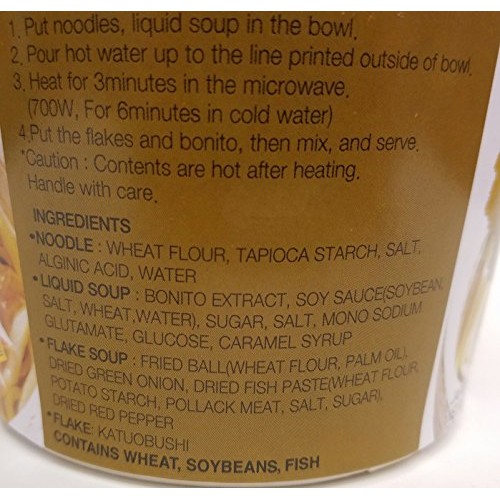 1. Put noodles, liquid soup in the bowl.
2. Pour hot water up to the line printed outside of bowl.
3. Heat for 3minutes in the microwave.
(700W, For 6minutes in cold water)
4.Put the flakes and bonito, then mix, and serve.
*Caution : Contents are hot after heating.
Handle with care.
INGREDIENTS
•NOODLE : WHEAT FLOUR, TAPIOCA STARCH, SALT,
ALGINIC ACID, WATER
•LIQUID SOUP : BONITO EXTRACT, SOY SAUCE(SOYBEAN,
SALT, WHEAT,WATER), SUGAR, SALT, MONO SODIUM
GLUTAMATE, GLUCOSE, CARAMEL SYRUP
•FLAKE SOUP : FRIED BALL(WHEAT FLOUR, PALM OIL),
DRIED GREEN ONION, DRIED FISH PASTE(WHEAT FLOUR,
POTATO STARCH, POLLACK MEAT, SALT, SUGAR),
DRIED RED PEPPER
•FLAKE: KATUOBUSHI
CONTAINS WHEAT, SOYBEANS, FISH